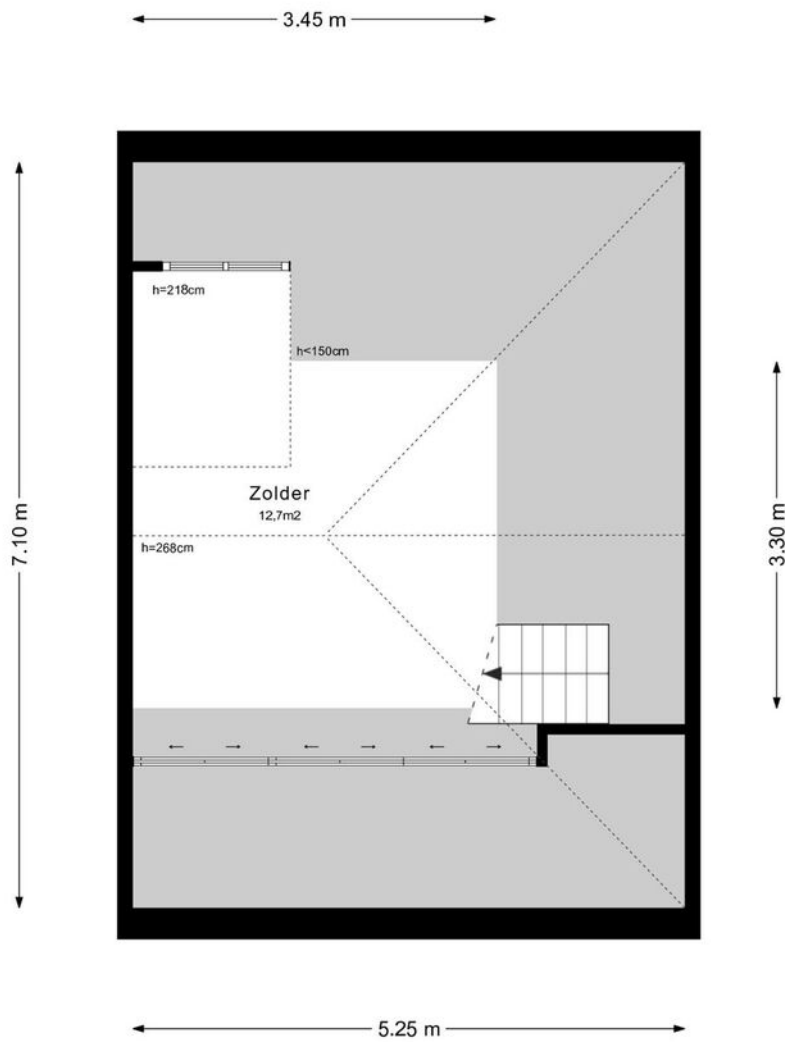 3.45 m
h=218cm
h<150cm
Zolder
12,7m2
h=268cm
7.10 m
3.30 m
5.25 m